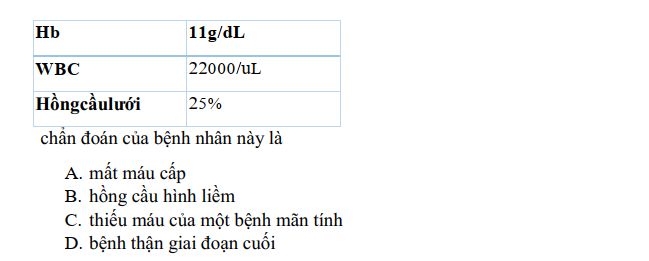 Hb 11g/dL
WBC 22000/uL
Hồngcầulưới 25%
chẩn đoán của bệnh nhân này là
A. mất máu cấp
B. hồng cầu hình liềm
C. thiếu máu của một bệnh mãn tính
D. bệnh thận giai đoạn cuối